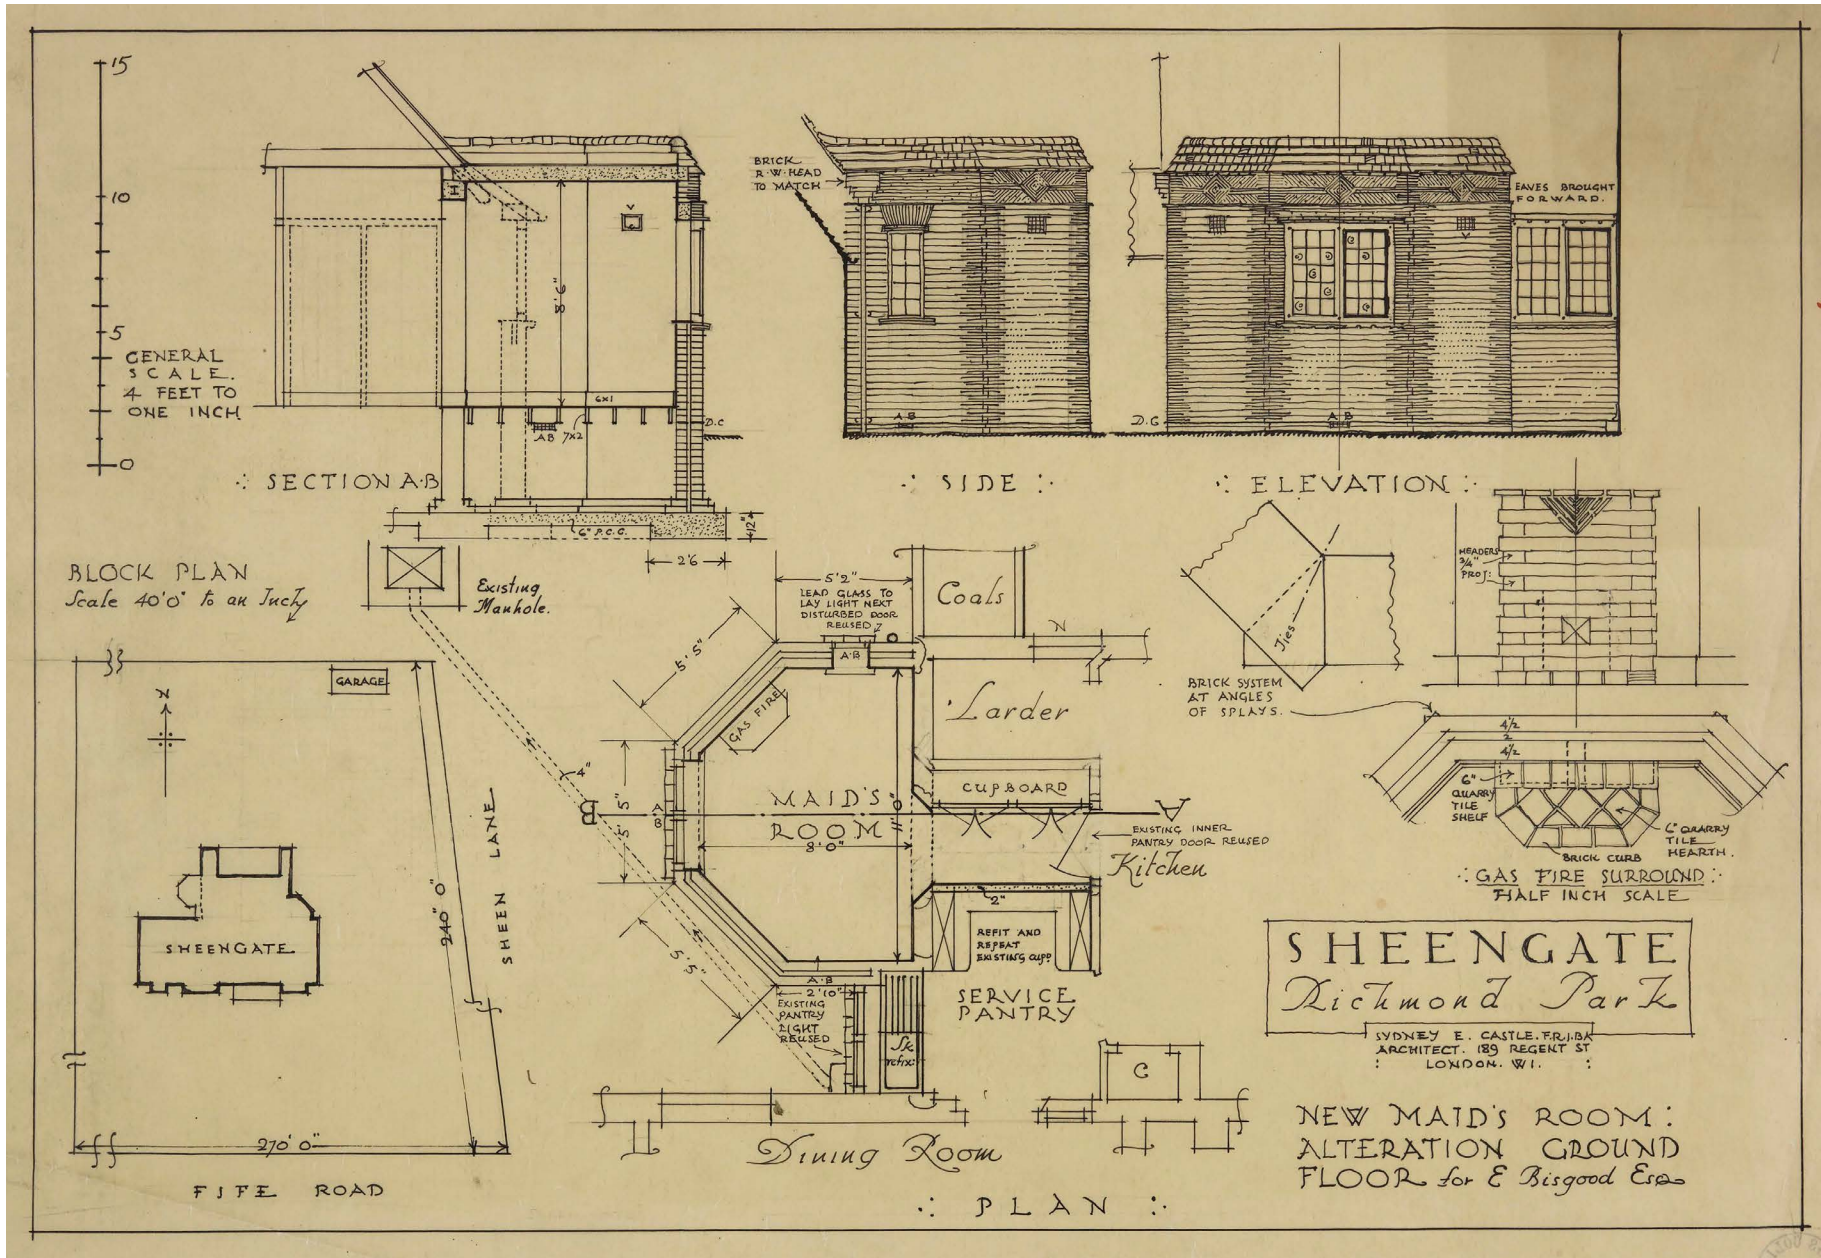 15
10
5
0
GENERAL
SCALE.
4 FEET TO
ONE INCH
H
8'6"
6x1
A B
7x2
D.C
∴ SECTION A·B
6" P.C.C.
12"
2'6
BRICK
R·W·HEAD
TO MATCH
A B
∴ SIDE :·
EAVES BROUGHT
FORWARD.
D.C
A B
∴ ELEVATION :·
BLOCK PLAN
Scale 40'0" to an Inch
Existing
Manhole.
GARAGE
N
SHEENGATE
240' 0"
SHEEN LANE
270' 0"
FIFE ROAD
5'2"
LEAD GLASS TO
LAY LIGHT NEXT
DISTURBED DOOR
REUSED
A·B
Coals
N
5'5"
GAS FIRE
Larder
4"
B
5'5"
A
B
MAID'S
ROOM
8'0"
11'0"
CUPBOARD
A
EXISTING INNER
PANTRY DOOR REUSED
Kitchen
2"
REFIT AND
REPEAT
EXISTING CUPD
5'5"
A·B
2'10"
EXISTING
PANTRY
LIGHT
REUSED
Sk
refix:
SERVICE
PANTRY
C
Dining Room
∴ PLAN :·
Ties
BRICK SYSTEM
AT ANGLES
OF SPLAYS.
HEADERS
3/4"
PROJ:
4½
2
4½
6"
QUARRY
TILE
SHELF
6" QUARRY
TILE
HEARTH.
BRICK CURB
∴ GAS FIRE SURROUND :·
HALF INCH SCALE
SHEENGATE
Richmond Park
SYDNEY E. CASTLE. F.R.I.BA
ARCHITECT. 189 REGENT ST
: LONDON. W1. :
NEW MAID'S ROOM:
ALTERATION GROUND
FLOOR for E Bisgood Esq